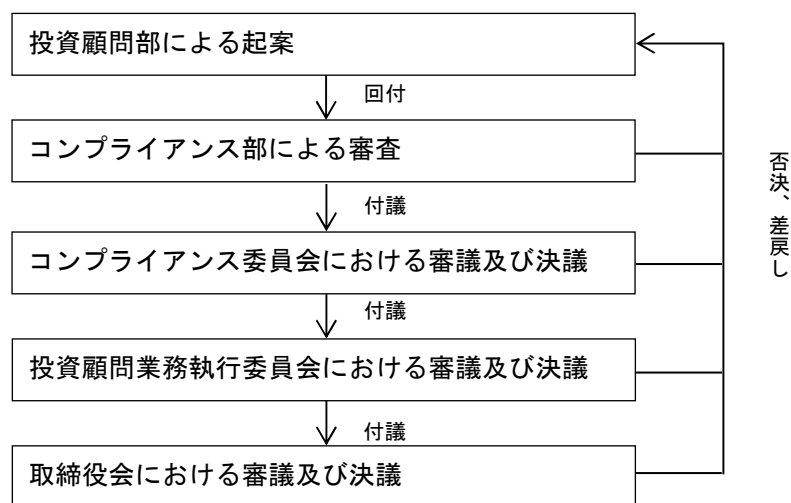 投資顧問部による起案
回付
コンプライアンス部による審査
付議
コンプライアンス委員会における審議及び決議
付議
投資顧問業務執行委員会における審議及び決議
付議
取締役会における審議及び決議
否決、差戻し